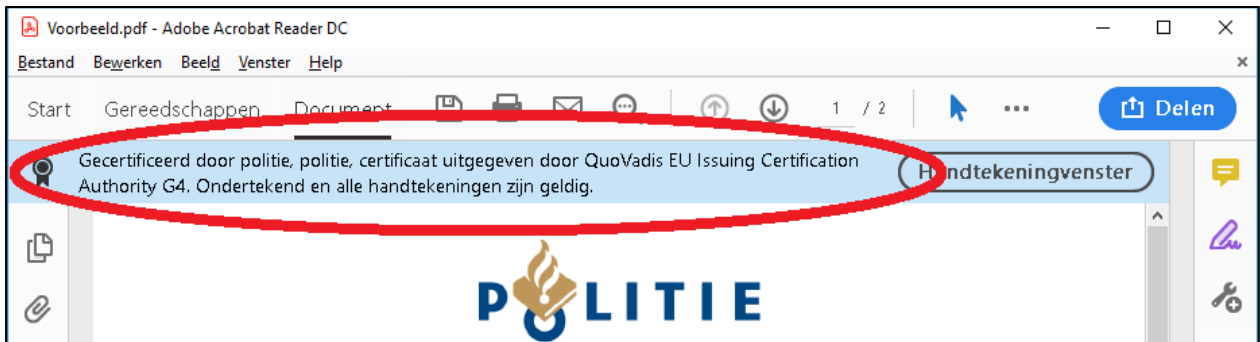 Voorbeeld.pdf - Adobe Acrobat Reader DC
Bestand Bewerken Beeld Venster Help
Start Gereedschappen Document 1 / 2 Delen
Gecertificeerd door politie, politie, certificaat uitgegeven door QuoVadis EU Issuing Certification
Authority G4. Ondertekend en alle handtekeningen zijn geldig.
Handtekeningvenster
POLITIE